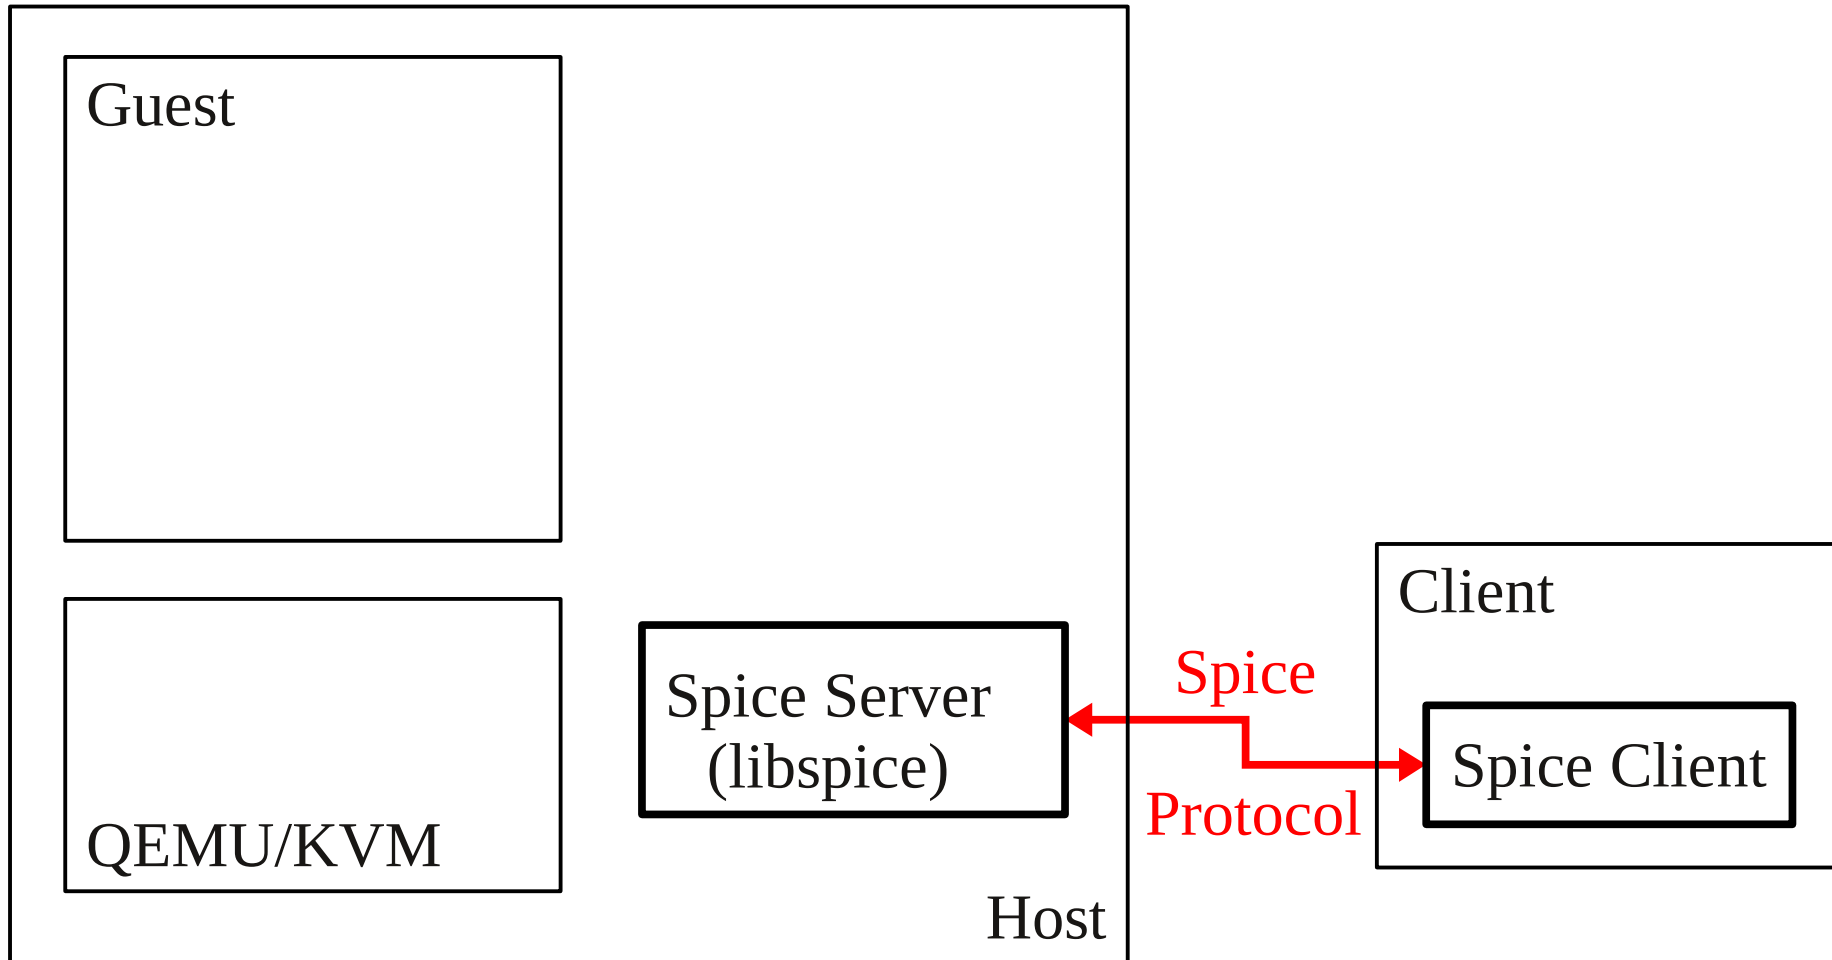 Guest
QEMU/KVM
Spice Server
(libspice)
Host
Spice
Protocol
Client
Spice Client